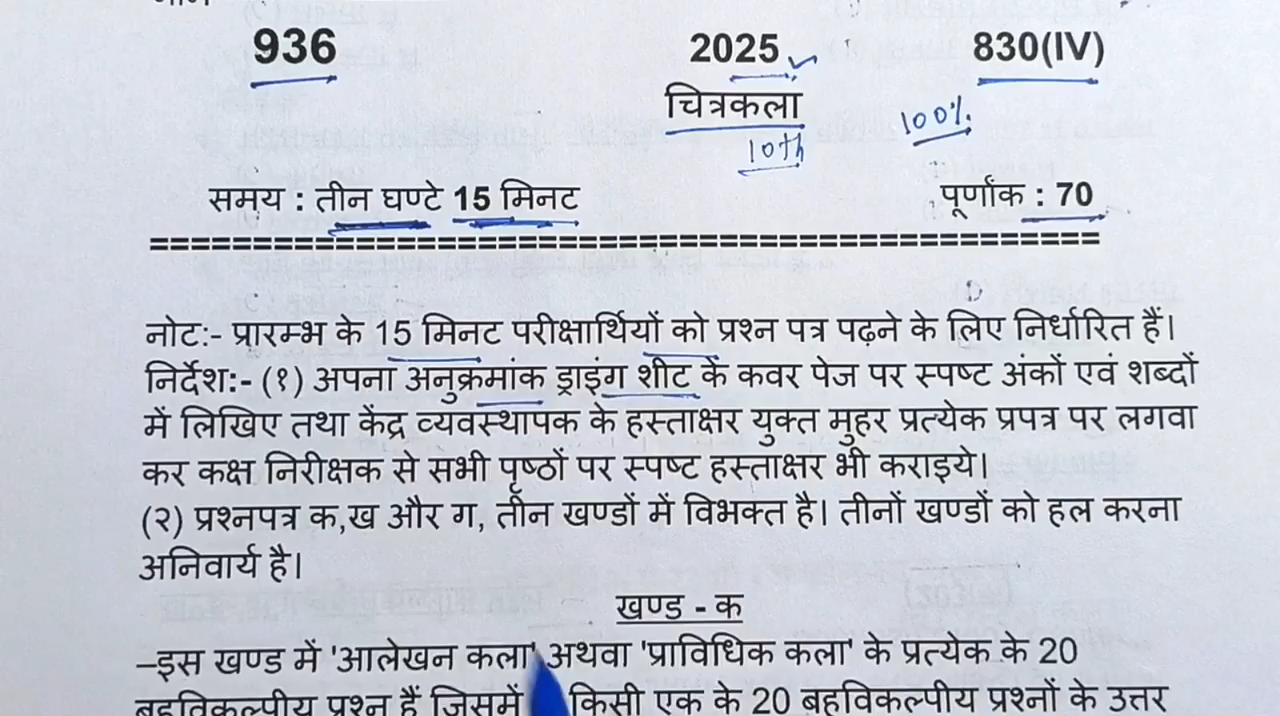 936 2025 830(IV)
चित्रकला 100%
10th
समय : तीन घण्टे 15 मिनट पूर्णांक : 70
नोट:- प्रारम्भ के 15 मिनट परीक्षार्थियों को प्रश्न पत्र पढ़ने के लिए निर्धारित हैं।
निर्देश:- (१) अपना अनुक्रमांक ड्राइंग शीट के कवर पेज पर स्पष्ट अंकों एवं शब्दों
में लिखिए तथा केंद्र व्यवस्थापक के हस्ताक्षर युक्त मुहर प्रत्येक प्रपत्र पर लगवा
कर कक्ष निरीक्षक से सभी पृष्ठों पर स्पष्ट हस्ताक्षर भी कराइये।
(२) प्रश्नपत्र क,ख और ग, तीन खण्डों में विभक्त है। तीनों खण्डों को हल करना
अनिवार्य है।
खण्ड - क
–इस खण्ड में 'आलेखन कला' अथवा 'प्राविधिक कला' के प्रत्येक के 20
बहुविकल्पीय प्रश्न हैं जिसमें किसी एक के 20 बहुविकल्पीय प्रश्नों के उत्तर